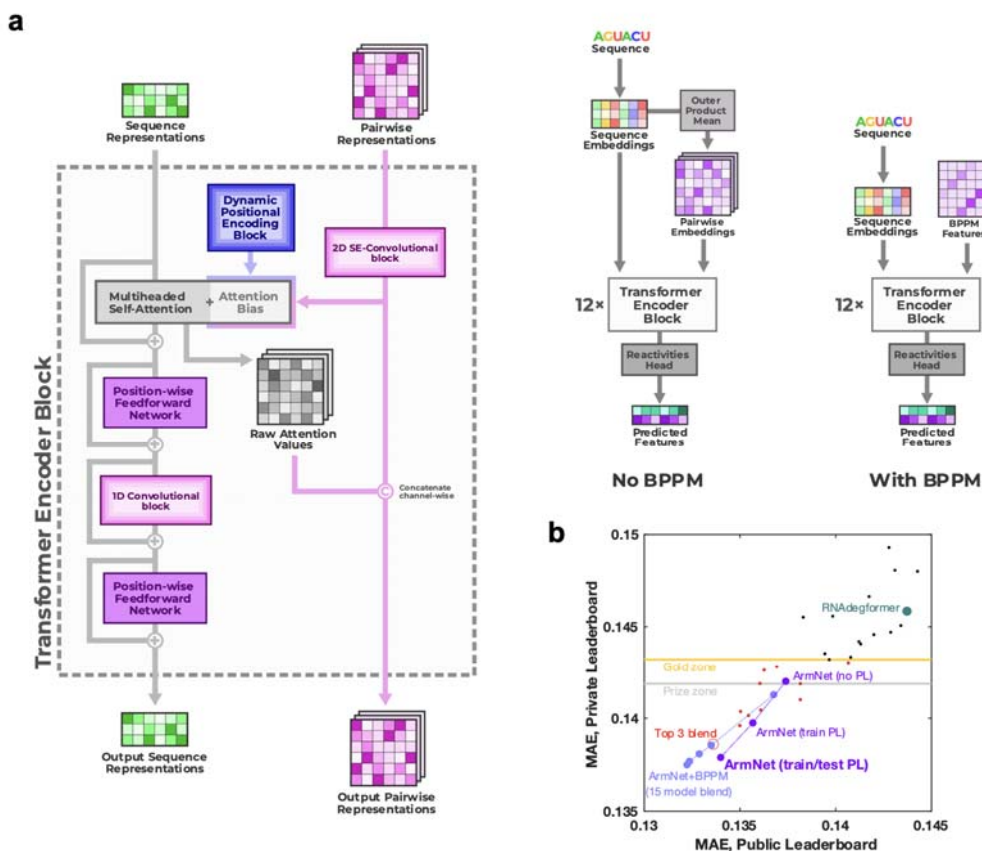 a
Sequence
Representations
Pairwise
Representations
Transformer Encoder Block
Dynamic
Positional
Encoding
Block
2D SE-Convolutional
block
Multiheaded
Self-Attention
+ Attention
Bias
+
Position-wise
Feedforward
Network
Raw Attention
Values
+
1D Convolutional
block
C
Concatenate
channel-wise
+
Position-wise
Feedforward
Network
+
Output Sequence
Representations
Output Pairwise
Representations
AGUACU
Sequence
Outer
Product
Mean
Sequence
Embeddings
Pairwise
Embeddings
12×
Transformer
Encoder
Block
Reactivities
Head
Predicted
Features
No BPPM
AGUACU
Sequence
Sequence
Embeddings
BPPM
Features
12×
Transformer
Encoder
Block
Reactivities
Head
Predicted
Features
With BPPM
b
MAE, Private Leaderboard
0.15
0.145
0.14
0.135
RNAdegformer
Gold zone
Prize zone
ArmNet (no PL)
Top 3 blend
ArmNet (train PL)
ArmNet (train/test PL)
ArmNet+BPPM
(15 model blend)
0.13
0.135
0.14
0.145
MAE, Public Leaderboard